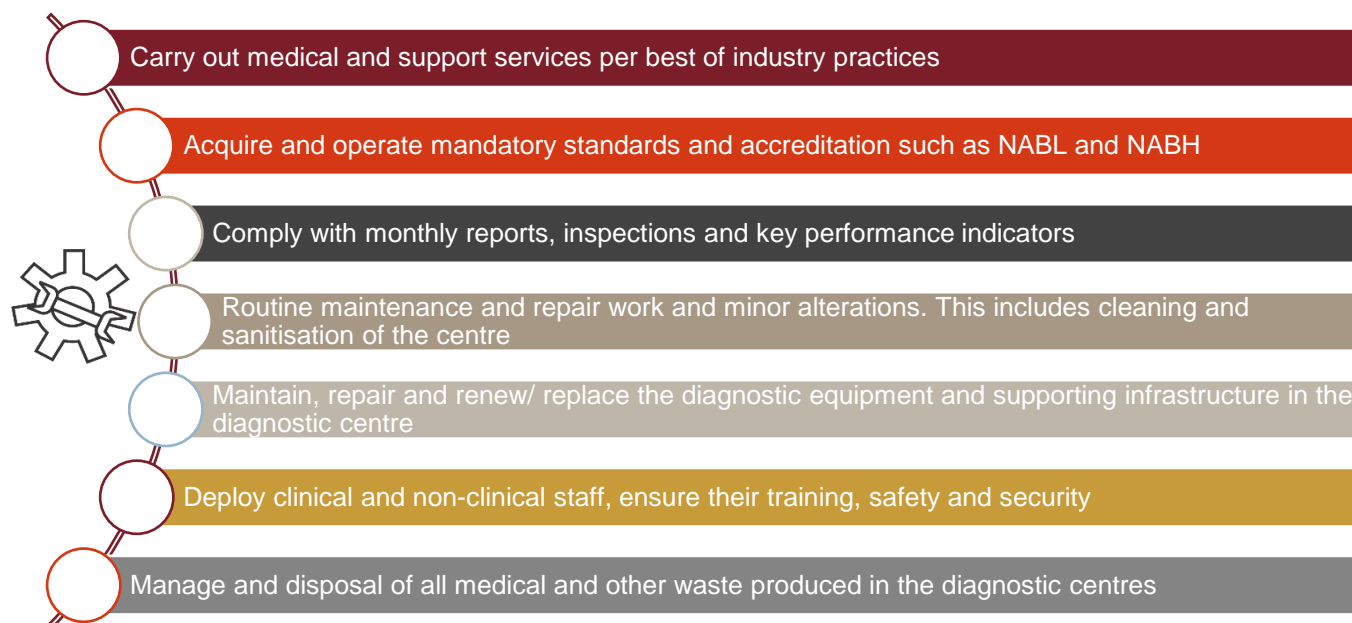 Carry out medical and support services per best of industry practices
Acquire and operate mandatory standards and accreditation such as NABL and NABH
Comply with monthly reports, inspections and key performance indicators
Routine maintenance and repair work and minor alterations. This includes cleaning and
sanitisation of the centre
Maintain, repair and renew/ replace the diagnostic equipment and supporting infrastructure in the
diagnostic centre
Deploy clinical and non-clinical staff, ensure their training, safety and security
Manage and disposal of all medical and other waste produced in the diagnostic centres